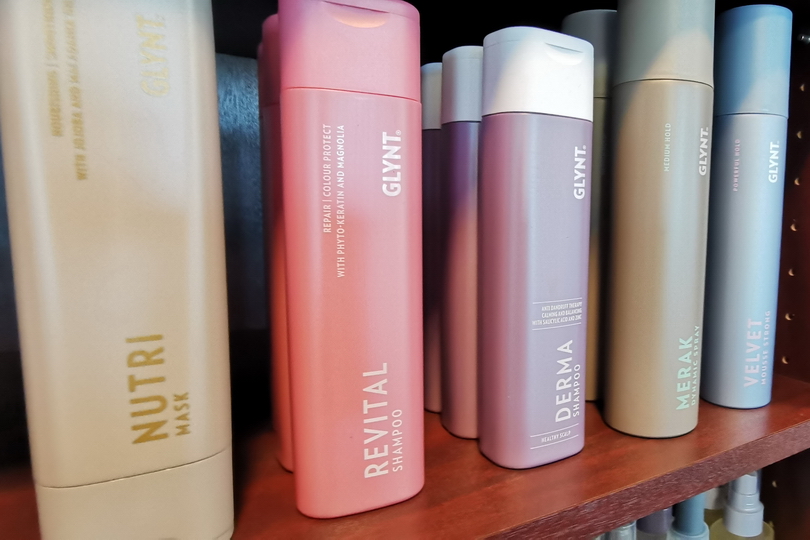 GLYNT
WITH JOJOBA AND
NUTRI
MASK
REPAIR | COLOUR PROTECT
WITH PHYTO-KERATIN AND MAGNOLIA
GLYNT®
REVITAL
SHAMPOO
GLYNT.
ANTI DANDRUFF THERAPY
CALMING AND BALANCING
WITH SALICYLIC ACID AND ZINC
DERMA
SHAMPOO
HEALTHY SCALP
MEDIUM HOLD
GLYNT.
MERAK
DYNAMIC SPRAY
POWERFUL HOLD
GLYNT.
VELVET
MOUSSE STRONG